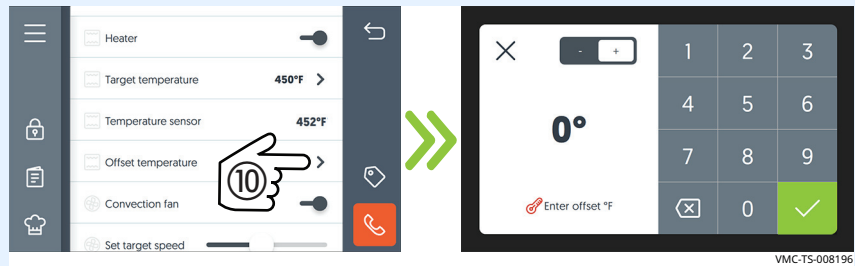 Heater
Target temperature 450°F
Temperature sensor 452°F
Offset temperature
⑩
Convection fan
Set target speed
- +
0°
Enter offset °F
1 2 3
4 5 6
7 8 9
0
VMC-TS-008196